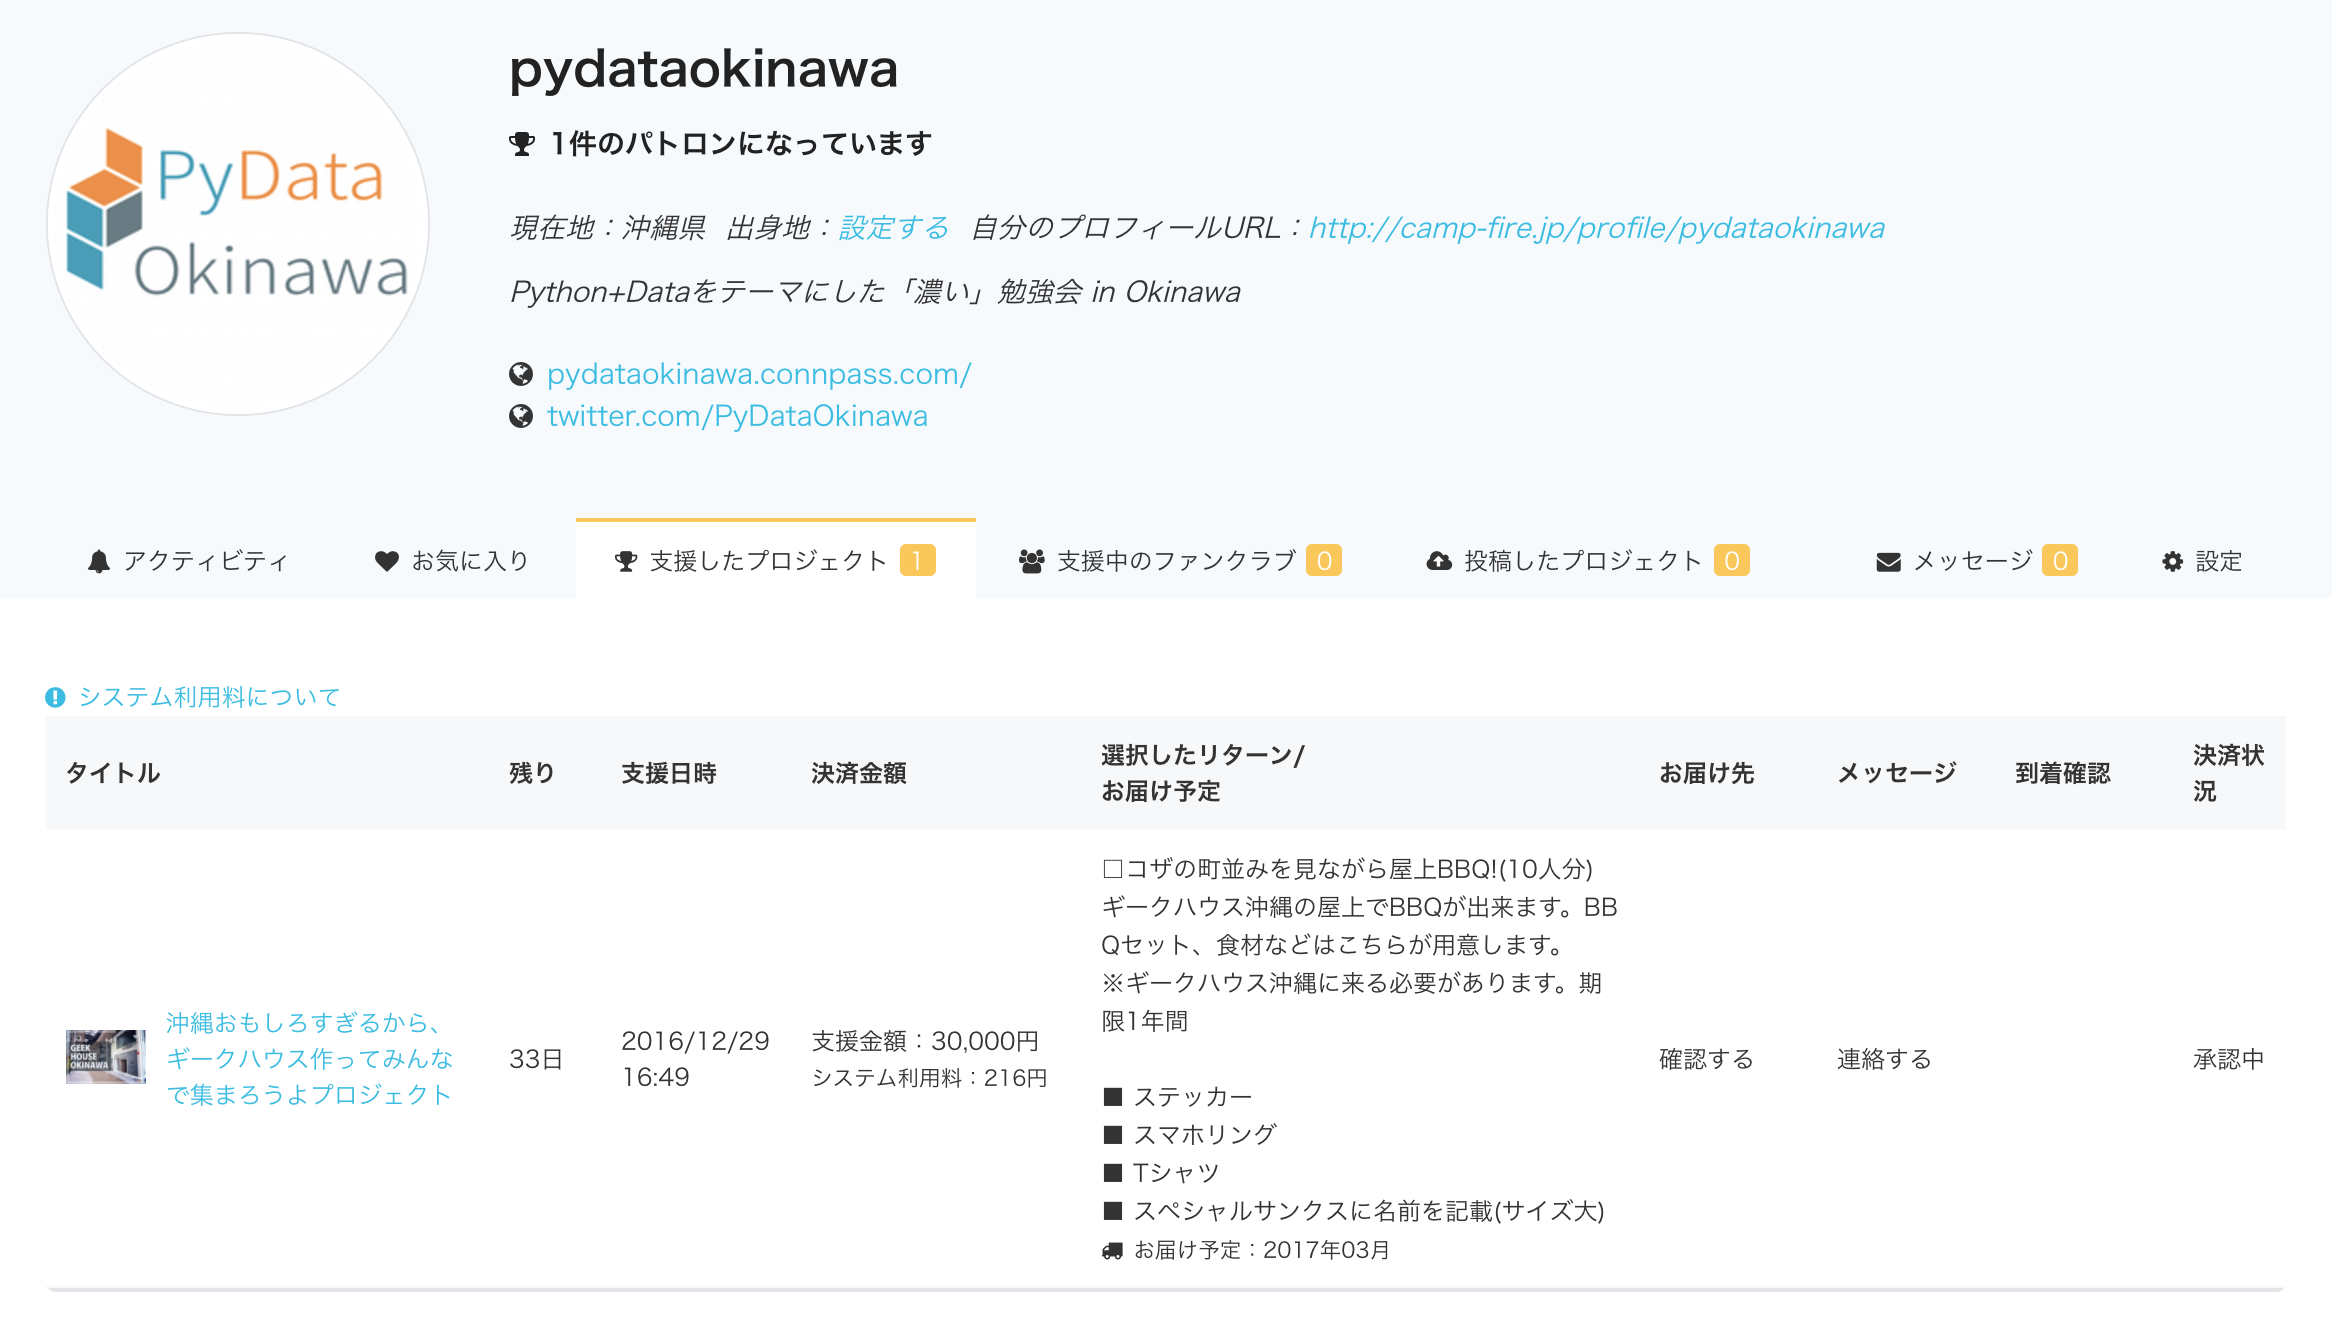 PyData
Okinawa
pydataokinawa
1件のパトロンになっています
現在地：沖縄県 出身地：設定する 自分のプロフィールURL：http://camp-fire.jp/profile/pydataokinawa
Python+Dataをテーマにした「濃い」勉強会 in Okinawa
pydataokinawa.connpass.com/
twitter.com/PyDataOkinawa
アクティビティ お気に入り 支援したプロジェクト 1 支援中のファンクラブ 0 投稿したプロジェクト 0 メッセージ 0 設定
システム利用料について
タイトル
残り
支援日時
決済金額
選択したリターン/
お届け予定
お届け先
メッセージ
到着確認
決済状
況
GEEK
HOUSE
OKINAWA
沖縄おもしろすぎるから、
ギークハウス作ってみんな
で集まろうよプロジェクト
33日
2016/12/29
16:49
支援金額：30,000円
システム利用料：216円
□コザの町並みを見ながら屋上BBQ!(10人分)
ギークハウス沖縄の屋上でBBQが出来ます。BB
Qセット、食材などはこちらが用意します。
※ギークハウス沖縄に来る必要があります。期
限1年間
■ ステッカー
■ スマホリング
■ Tシャツ
■ スペシャルサンクスに名前を記載(サイズ大)
お届け予定：2017年03月
確認する
連絡する
承認中